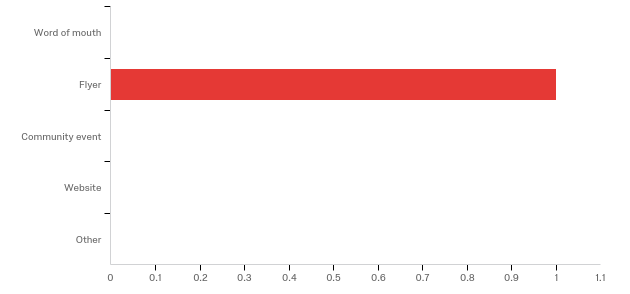 Word of mouth
Flyer
Community event
Website
Other
0 0.1 0.2 0.3 0.4 0.5 0.6 0.7 0.8 0.9 1 1.1